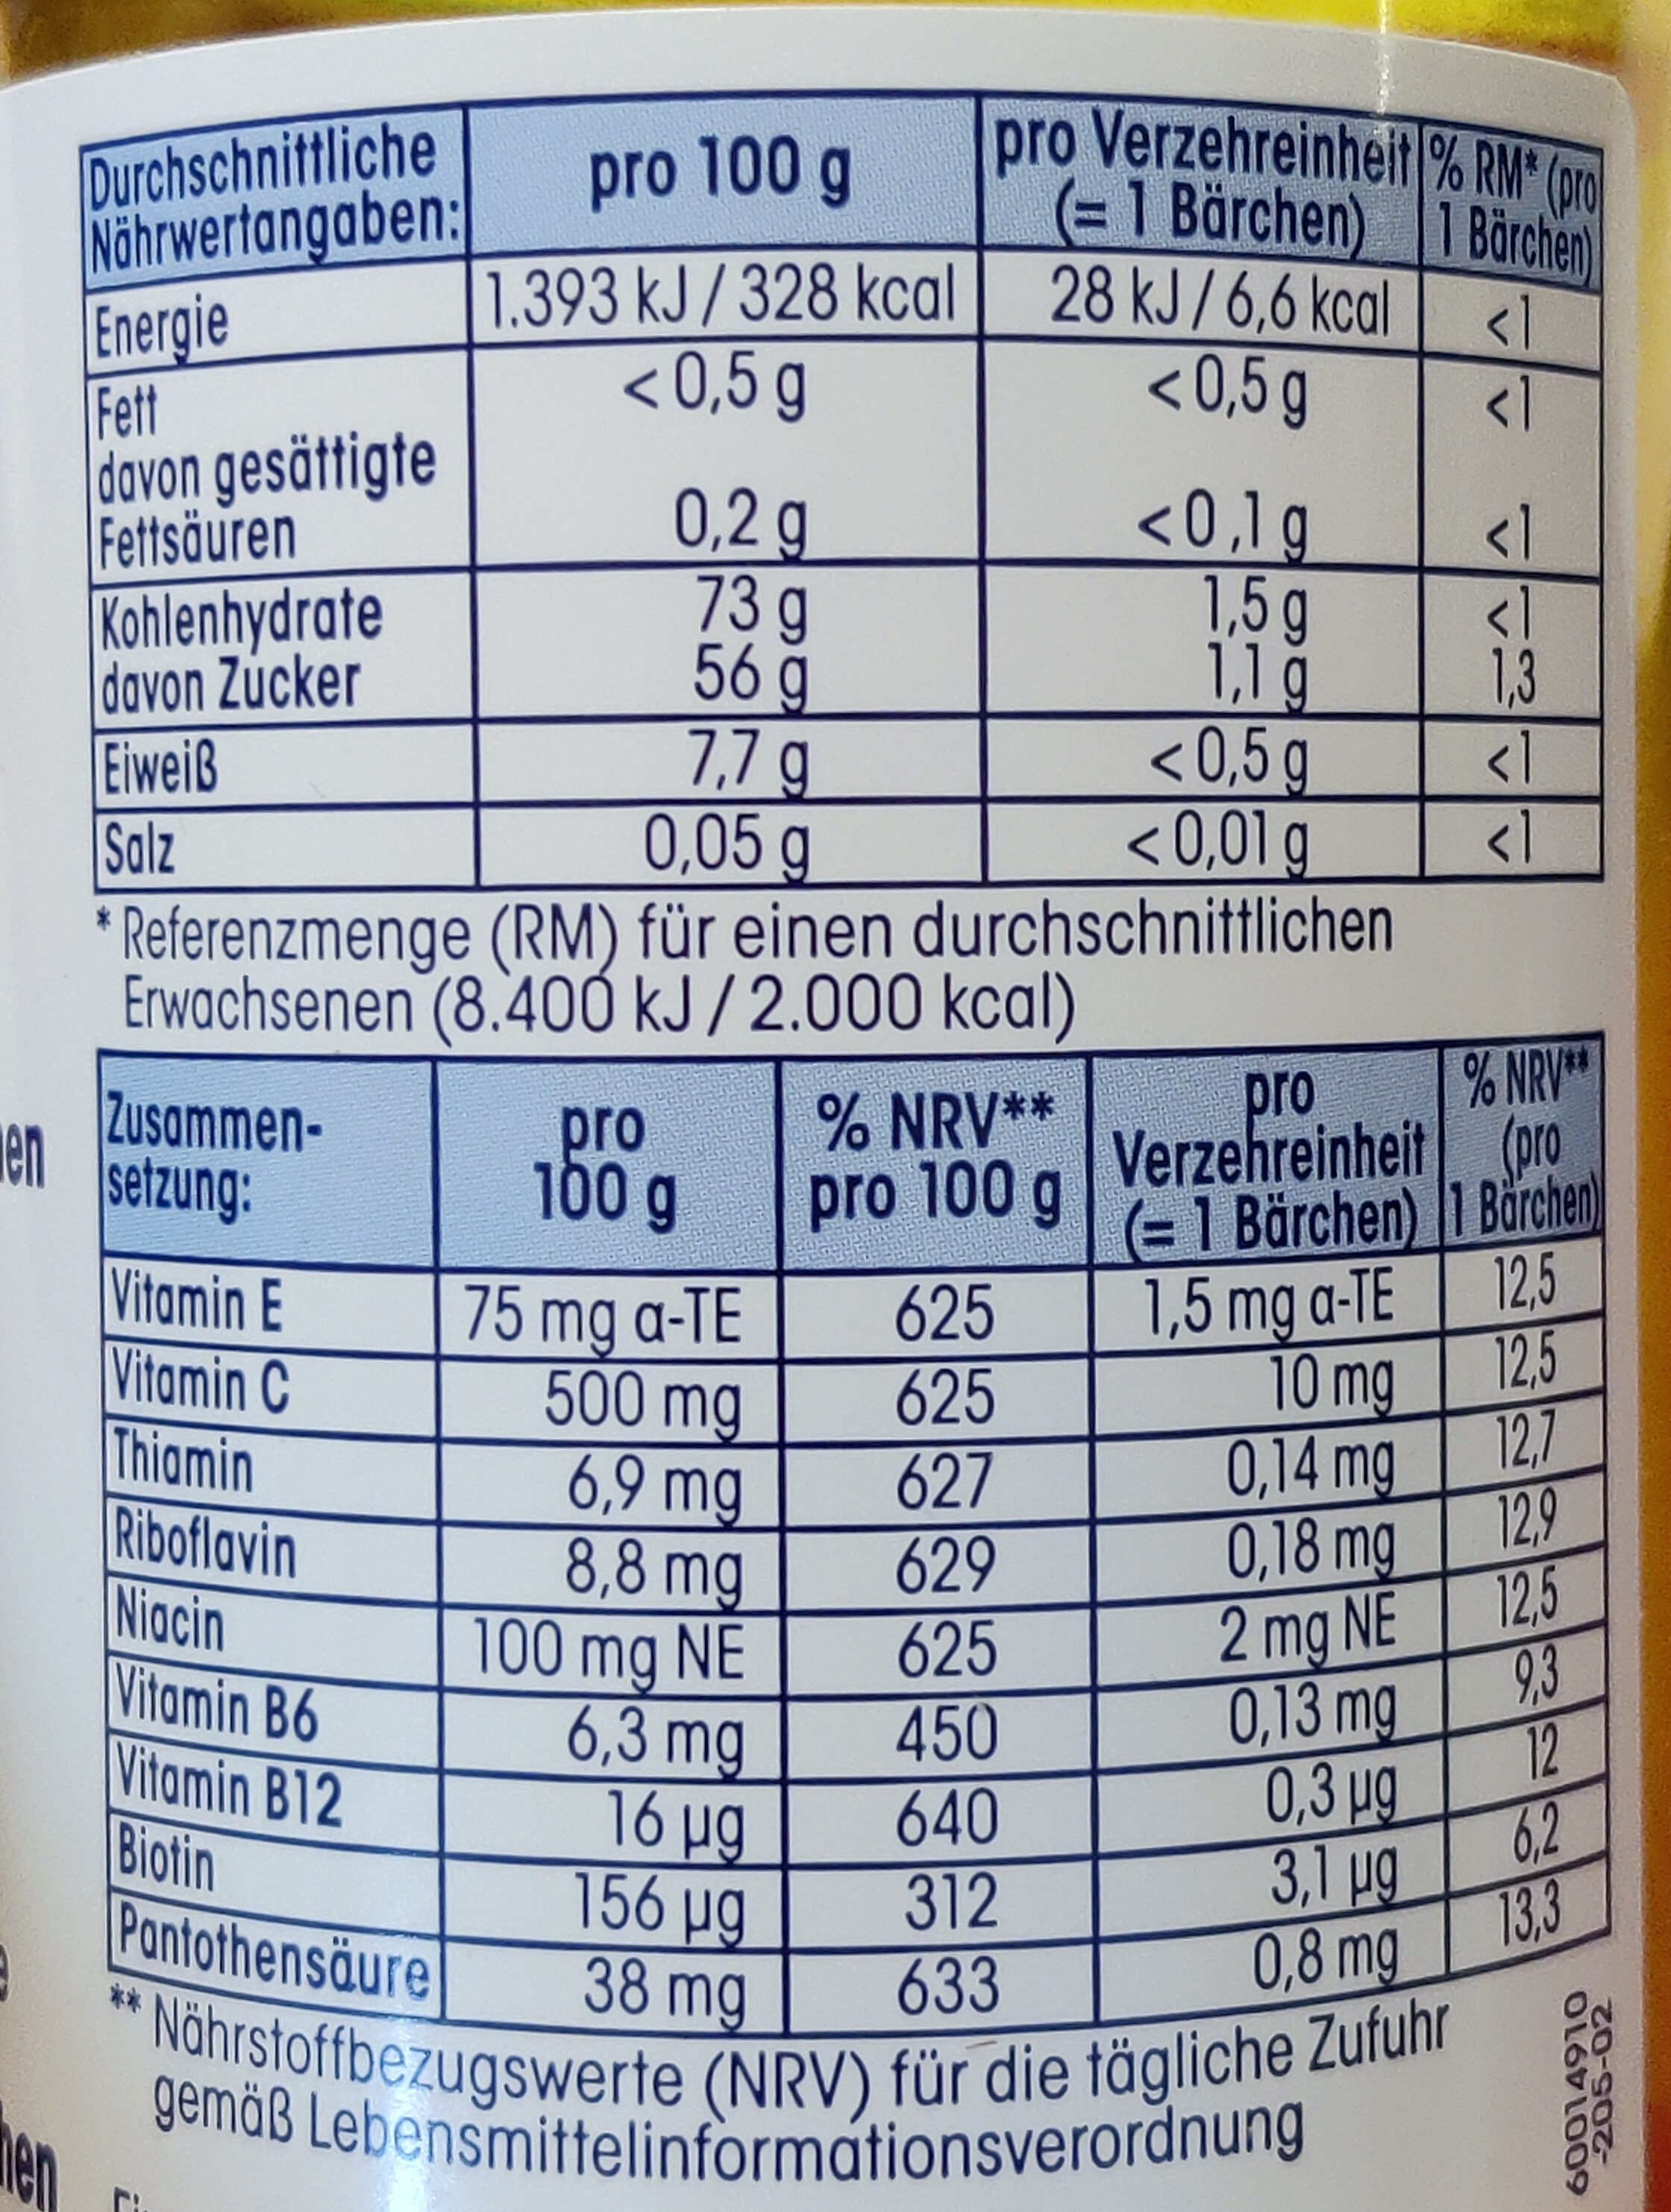 Durchschnittliche Nährwertangaben: pro 100 g pro Verzehreinheit (= 1 Bärchen) % RM* (pro 1 Bärchen)
Energie 1.393 kJ / 328 kcal 28 kJ / 6,6 kcal <1
Fett < 0,5 g < 0,5 g <1
davon gesättigte
Fettsäuren 0,2 g < 0,1 g <1
Kohlenhydrate 73 g 1,5 g <1
davon Zucker 56 g 1,1 g 1,3
Eiweiß 7,7 g < 0,5 g <1
Salz 0,05 g < 0,01 g <1
* Referenzmenge (RM) für einen durchschnittlichen
Erwachsenen (8.400 kJ / 2.000 kcal)
Zusammen-setzung: pro 100 g % NRV** pro 100 g pro Verzehreinheit (= 1 Bärchen) % NRV** (pro 1 Bärchen)
Vitamin E 75 mg α-TE 625 1,5 mg α-TE 12,5
Vitamin C 500 mg 625 10 mg 12,5
Thiamin 6,9 mg 627 0,14 mg 12,7
Riboflavin 8,8 mg 629 0,18 mg 12,9
Niacin 100 mg NE 625 2 mg NE 12,5
Vitamin B6 6,3 mg 450 0,13 mg 9,3
Vitamin B12 16 µg 640 0,3 µg 12
Biotin 156 µg 312 3,1 µg 6,2
Pantothensäure 38 mg 633 0,8 mg 13,3
** Nährstoffbezugswerte (NRV) für die tägliche Zufuhr
gemäß Lebensmittelinformationsverordnung
60014910
-205-02